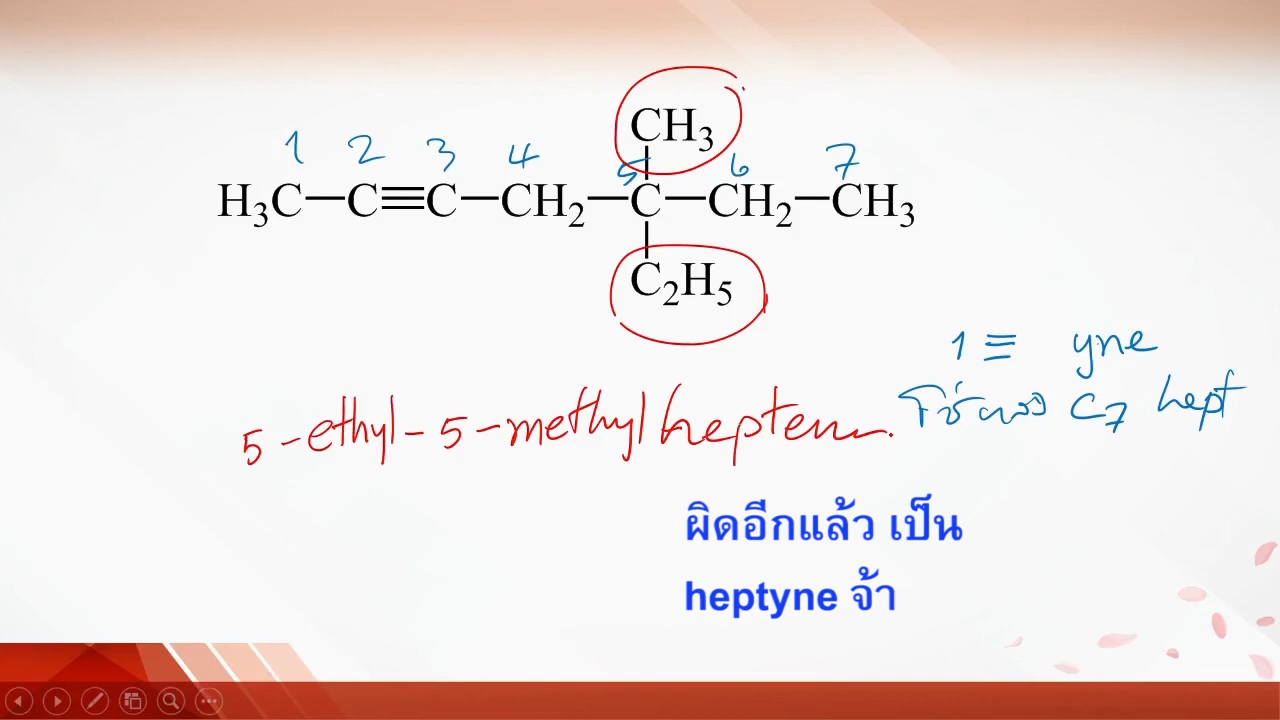 CH₃
1 2 3 4 5 6 7
H₃C—C≡C—CH₂—C—CH₂—CH₃
C₂H₅
1 ≡ yne
C7 hept
5-ethyl-5-methyl
ผิดอีกแล้ว เป็น
heptyne จ้า